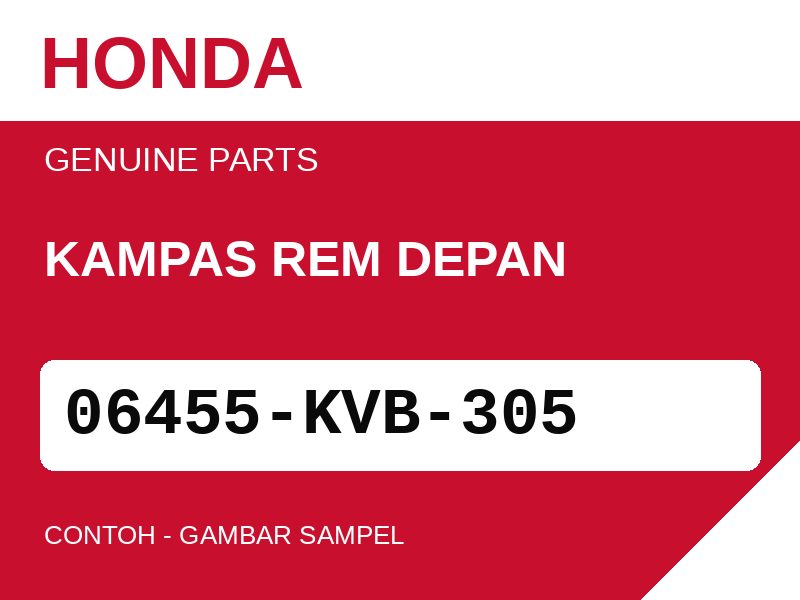 HONDA
GENUINE PARTS
KAMPAS REM DEPAN
06455-KVB-305
CONTOH - GAMBAR SAMPEL